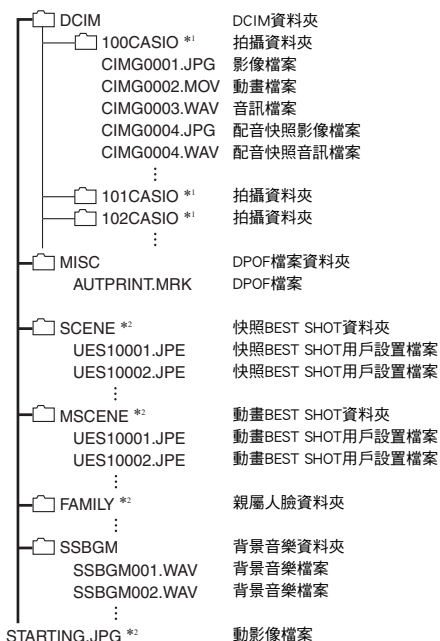 DCIM DCIM資料夾
100CASIO *1 拍攝資料夾
CIMG0001.JPG 影像檔案
CIMG0002.MOV 動畫檔案
CIMG0003.WAV 音訊檔案
CIMG0004.JPG 配音快照影像檔案
CIMG0004.WAV 配音快照音訊檔案
⋮
101CASIO *1 拍攝資料夾
102CASIO *1 拍攝資料夾
⋮
MISC DPOF檔案資料夾
AUTPRINT.MRK DPOF檔案
SCENE *2 快照BEST SHOT資料夾
UES10001.JPE 快照BEST SHOT用戶設置檔案
UES10002.JPE 快照BEST SHOT用戶設置檔案
⋮
MSCENE *2 動畫BEST SHOT資料夾
UES10001.JPE 動畫BEST SHOT用戶設置檔案
UES10002.JPE 動畫BEST SHOT用戶設置檔案
⋮
FAMILY *2 親屬人臉資料夾
⋮
SSBGM 背景音樂資料夾
SSBGM001.WAV 背景音樂檔案
SSBGM002.WAV 背景音樂檔案
⋮
STARTING.JPG *2 動影像檔案